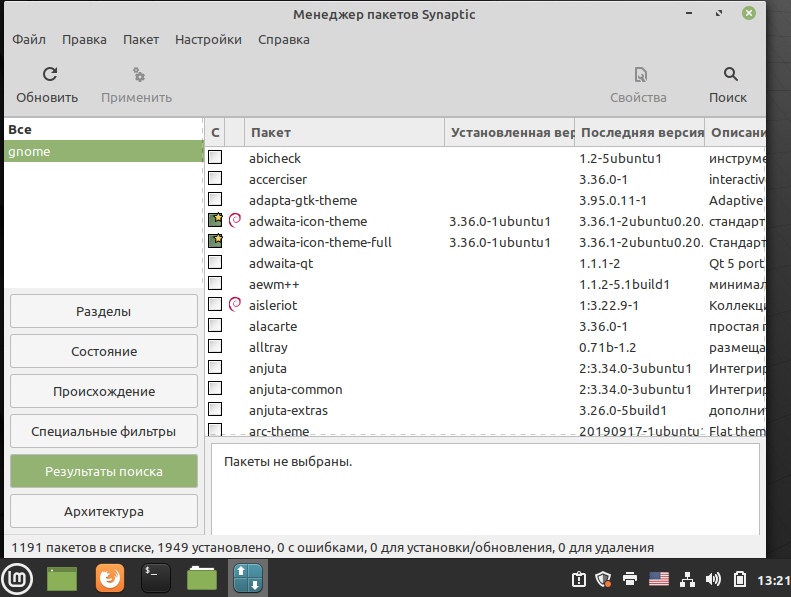 Менеджер пакетов Synaptic
Файл Правка Пакет Настройки Справка
Обновить Применить Свойства Поиск
Все
gnome
Разделы
Состояние
Происхождение
Специальные фильтры
Результаты поиска
Архитектура
С Пакет Установленная вер Последняя версия Описани
abicheck 1.2-5ubuntu1 инструме
accerciser 3.36.0-1 interactive
adapta-gtk-theme 3.95.0.11-1 Adaptive
adwaita-icon-theme 3.36.0-1ubuntu1 3.36.1-2ubuntu0.20. стандарт
adwaita-icon-theme-full 3.36.0-1ubuntu1 3.36.1-2ubuntu0.20. Стандарт
adwaita-qt 1.1.1-2 Qt 5 port
aewm++ 1.1.2-5.1build1 минимал
aisleriot 1:3.22.9-1 Коллекци
alacarte 3.36.0-1 простая п
alltray 0.71b-1.2 размеща
anjuta 2:3.34.0-3ubuntu1 Интегрир
anjuta-common 2:3.34.0-3ubuntu1 Интегрир
anjuta-extras 3.26.0-5build1 дополнит
arc-theme 20190917-1ubuntu Flat them
Пакеты не выбраны.
1191 пакетов в списке, 1949 установлено, 0 с ошибками, 0 для установки/обновления, 0 для удаления
13:21